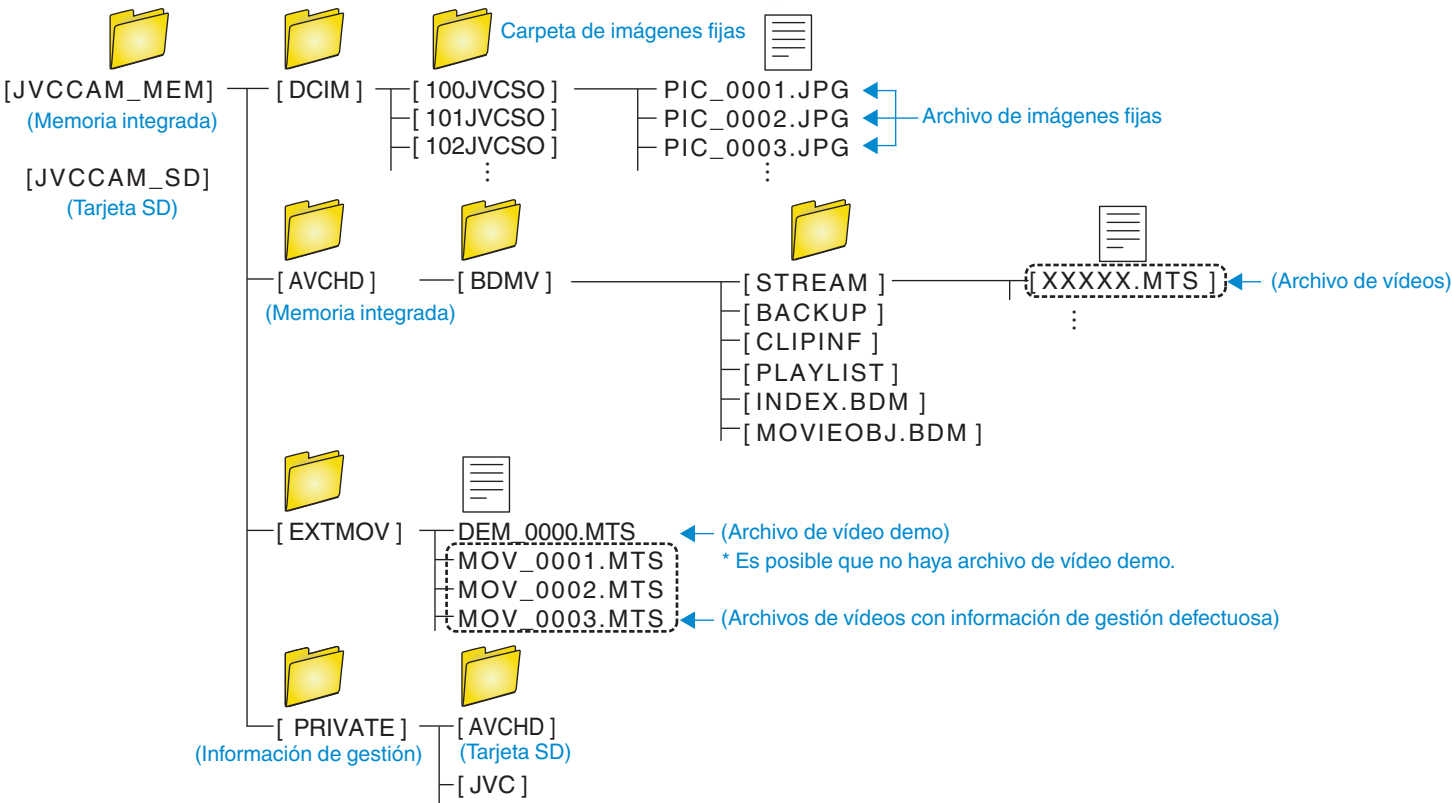 Carpeta de imágenes fijas
[JVCCAM_MEM] [DCIM] [100JVCSO] PIC_0001.JPG
(Memoria integrada) [101JVCSO] PIC_0002.JPG Archivo de imágenes fijas
[102JVCSO] PIC_0003.JPG
[JVCCAM_SD]
(Tarjeta SD)
[AVCHD] [BDMV] [STREAM] [XXXXX.MTS] (Archivo de vídeos)
(Memoria integrada) [BACKUP]
[CLIPINF]
[PLAYLIST]
[INDEX.BDM]
[MOVIEOBJ.BDM]
[EXTMOV] DEM_0000.MTS (Archivo de vídeo demo)
MOV_0001.MTS * Es posible que no haya archivo de vídeo demo.
MOV_0002.MTS
MOV_0003.MTS (Archivos de vídeos con información de gestión defectuosa)
[PRIVATE] [AVCHD]
(Información de gestión) (Tarjeta SD)
[JVC]